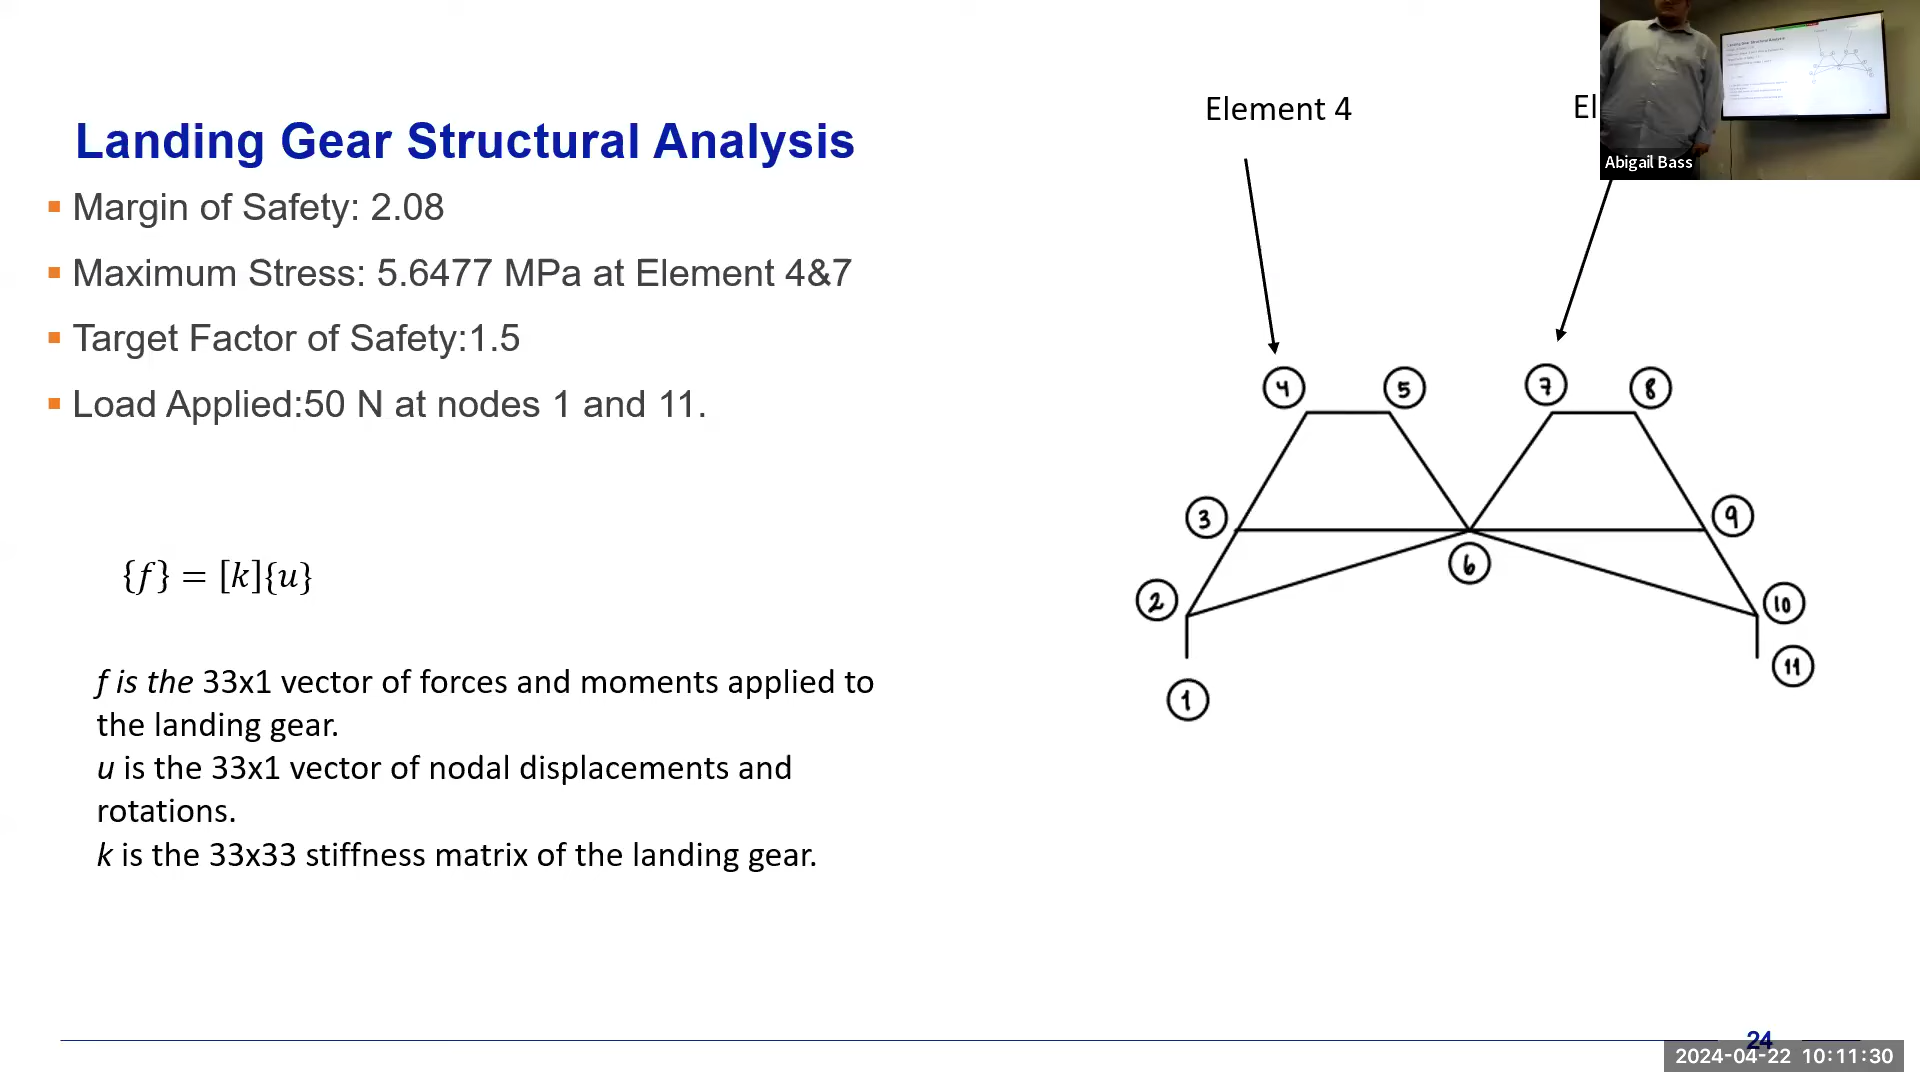 Element 4
El
Abigail Bass
Landing Gear Structural Analysis
Margin of Safety: 2.08
Maximum Stress: 5.6477 MPa at Element 4&7
Target Factor of Safety:1.5
Load Applied:50 N at nodes 1 and 11.
4
5
7
8
3
9
6
2
10
11
1
{f} = [k]{u}
f is the 33x1 vector of forces and moments applied to
the landing gear.
u is the 33x1 vector of nodal displacements and
rotations.
k is the 33x33 stiffness matrix of the landing gear.
24
2024-04-22 10:11:30